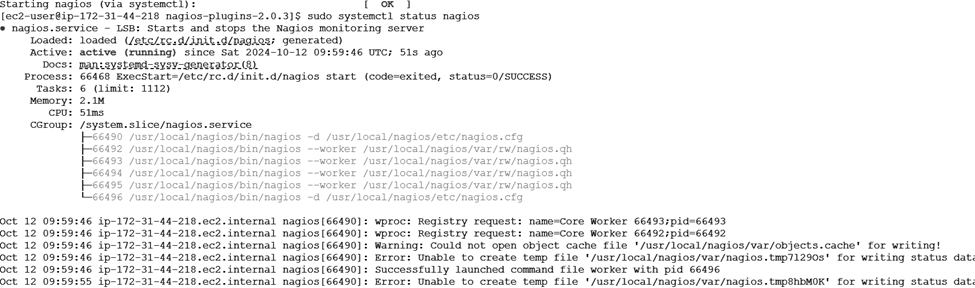 Starting nagios (via systemctl): [ OK ]
[ec2-user@ip-172-31-44-218 nagios-plugins-2.0.3]$ sudo systemctl status nagios
● nagios.service - LSB: Starts and stops the Nagios monitoring server
Loaded: loaded (/etc/rc.d/init.d/nagios; generated)
Active: active (running) since Sat 2024-10-12 09:59:46 UTC; 51s ago
Docs: man:systemd-sysv-generator(8)
Process: 66468 ExecStart=/etc/rc.d/init.d/nagios start (code=exited, status=0/SUCCESS)
Tasks: 6 (limit: 1112)
Memory: 2.1M
CPU: 51ms
CGroup: /system.slice/nagios.service
├─66490 /usr/local/nagios/bin/nagios -d /usr/local/nagios/etc/nagios.cfg
├─66492 /usr/local/nagios/bin/nagios --worker /usr/local/nagios/var/rw/nagios.qh
├─66493 /usr/local/nagios/bin/nagios --worker /usr/local/nagios/var/rw/nagios.qh
├─66494 /usr/local/nagios/bin/nagios --worker /usr/local/nagios/var/rw/nagios.qh
├─66495 /usr/local/nagios/bin/nagios --worker /usr/local/nagios/var/rw/nagios.qh
└─66496 /usr/local/nagios/bin/nagios -d /usr/local/nagios/etc/nagios.cfg
Oct 12 09:59:46 ip-172-31-44-218.ec2.internal nagios[66490]: wproc: Registry request: name=Core Worker 66493;pid=66493
Oct 12 09:59:46 ip-172-31-44-218.ec2.internal nagios[66490]: wproc: Registry request: name=Core Worker 66492;pid=66492
Oct 12 09:59:46 ip-172-31-44-218.ec2.internal nagios[66490]: Warning: Could not open object cache file '/usr/local/nagios/var/objects.cache' for writing!
Oct 12 09:59:46 ip-172-31-44-218.ec2.internal nagios[66490]: Error: Unable to create temp file '/usr/local/nagios/var/nagios.tmp7l29Os' for writing status data
Oct 12 09:59:46 ip-172-31-44-218.ec2.internal nagios[66490]: Successfully launched command file worker with pid 66496
Oct 12 09:59:55 ip-172-31-44-218.ec2.internal nagios[66490]: Error: Unable to create temp file '/usr/local/nagios/var/nagios.tmp8hbM0K' for writing status data